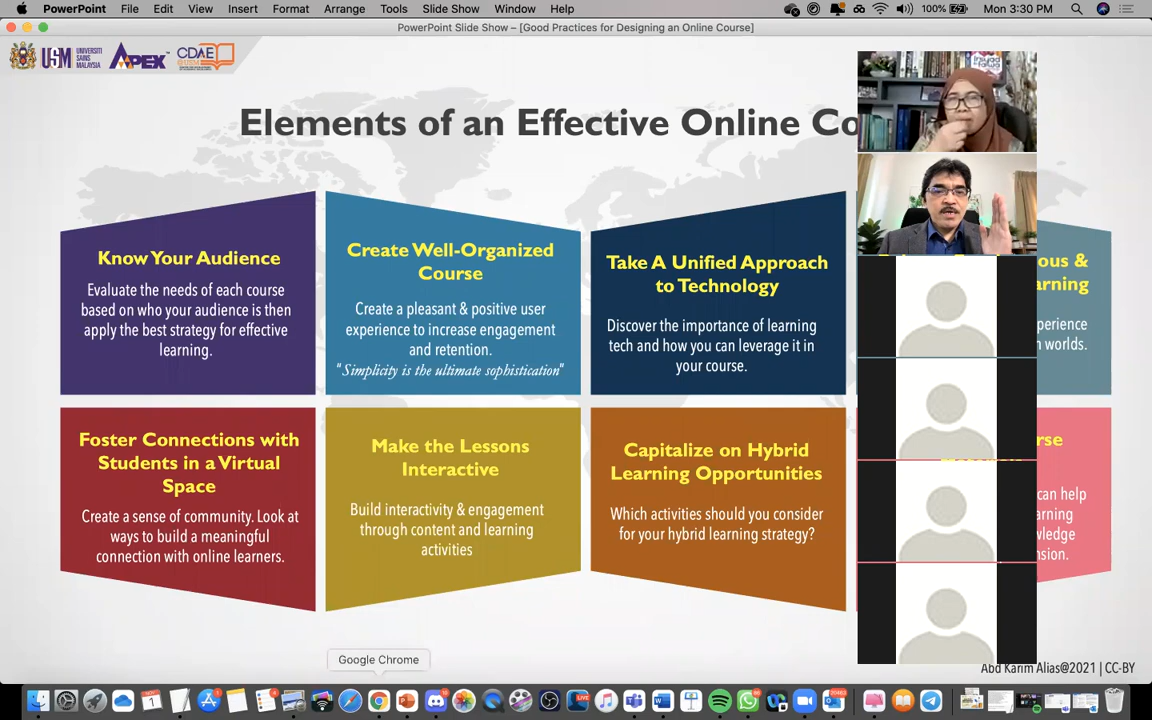 PowerPoint File Edit View Insert Format Arrange Tools Slide Show Window Help 100% Mon 3:30 PM
PowerPoint Slide Show – [Good Practices for Designing an Online Course]
USM UNIVERSITI SAINS MALAYSIA APEX CDAE
Elements of an Effective Online Co
Know Your Audience
Evaluate the needs of each course
based on who your audience is then
apply the best strategy for effective
learning.
Create Well-Organized
Course
Create a pleasant & positive user
experience to increase engagement
and retention.
"Simplicity is the ultimate sophistication"
Take A Unified Approach
to Technology
Discover the importance of learning
tech and how you can leverage it in
your course.
ous &
arning
perience
n worlds.
Foster Connections with
Students in a Virtual
Space
Create a sense of community. Look at
ways to build a meaningful
connection with online learners.
Make the Lessons
Interactive
Build interactivity & engagement
through content and learning
activities
Capitalize on Hybrid
Learning Opportunities
Which activities should you consider
for your hybrid learning strategy?
rse
can help
arning
wledge
nsion.
Google Chrome
Abd Karim Alias@2021 | CC-BY